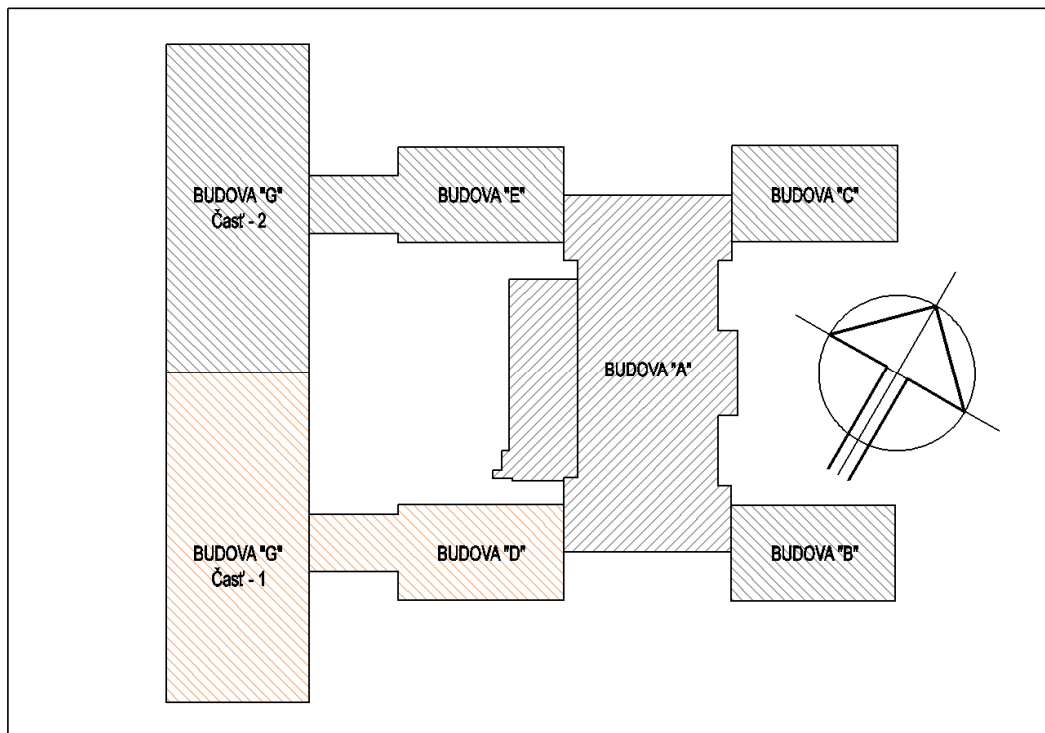 BUDOVA "G"
Časť - 2
BUDOVA "E"
BUDOVA "C"
BUDOVA "A"
BUDOVA "G"
Časť - 1
BUDOVA "D"
BUDOVA "B"